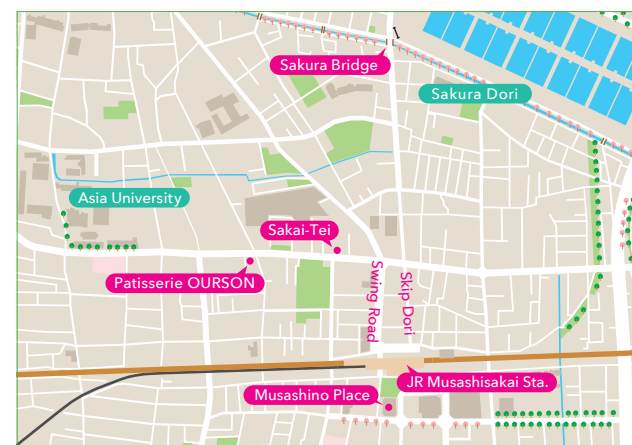 Sakura Bridge
Sakura Dori
Asia University
Sakai-Tei
Patisserie OURSON
Swing Road
Skip Dori
JR Musashisakai Sta.
Musashino Place